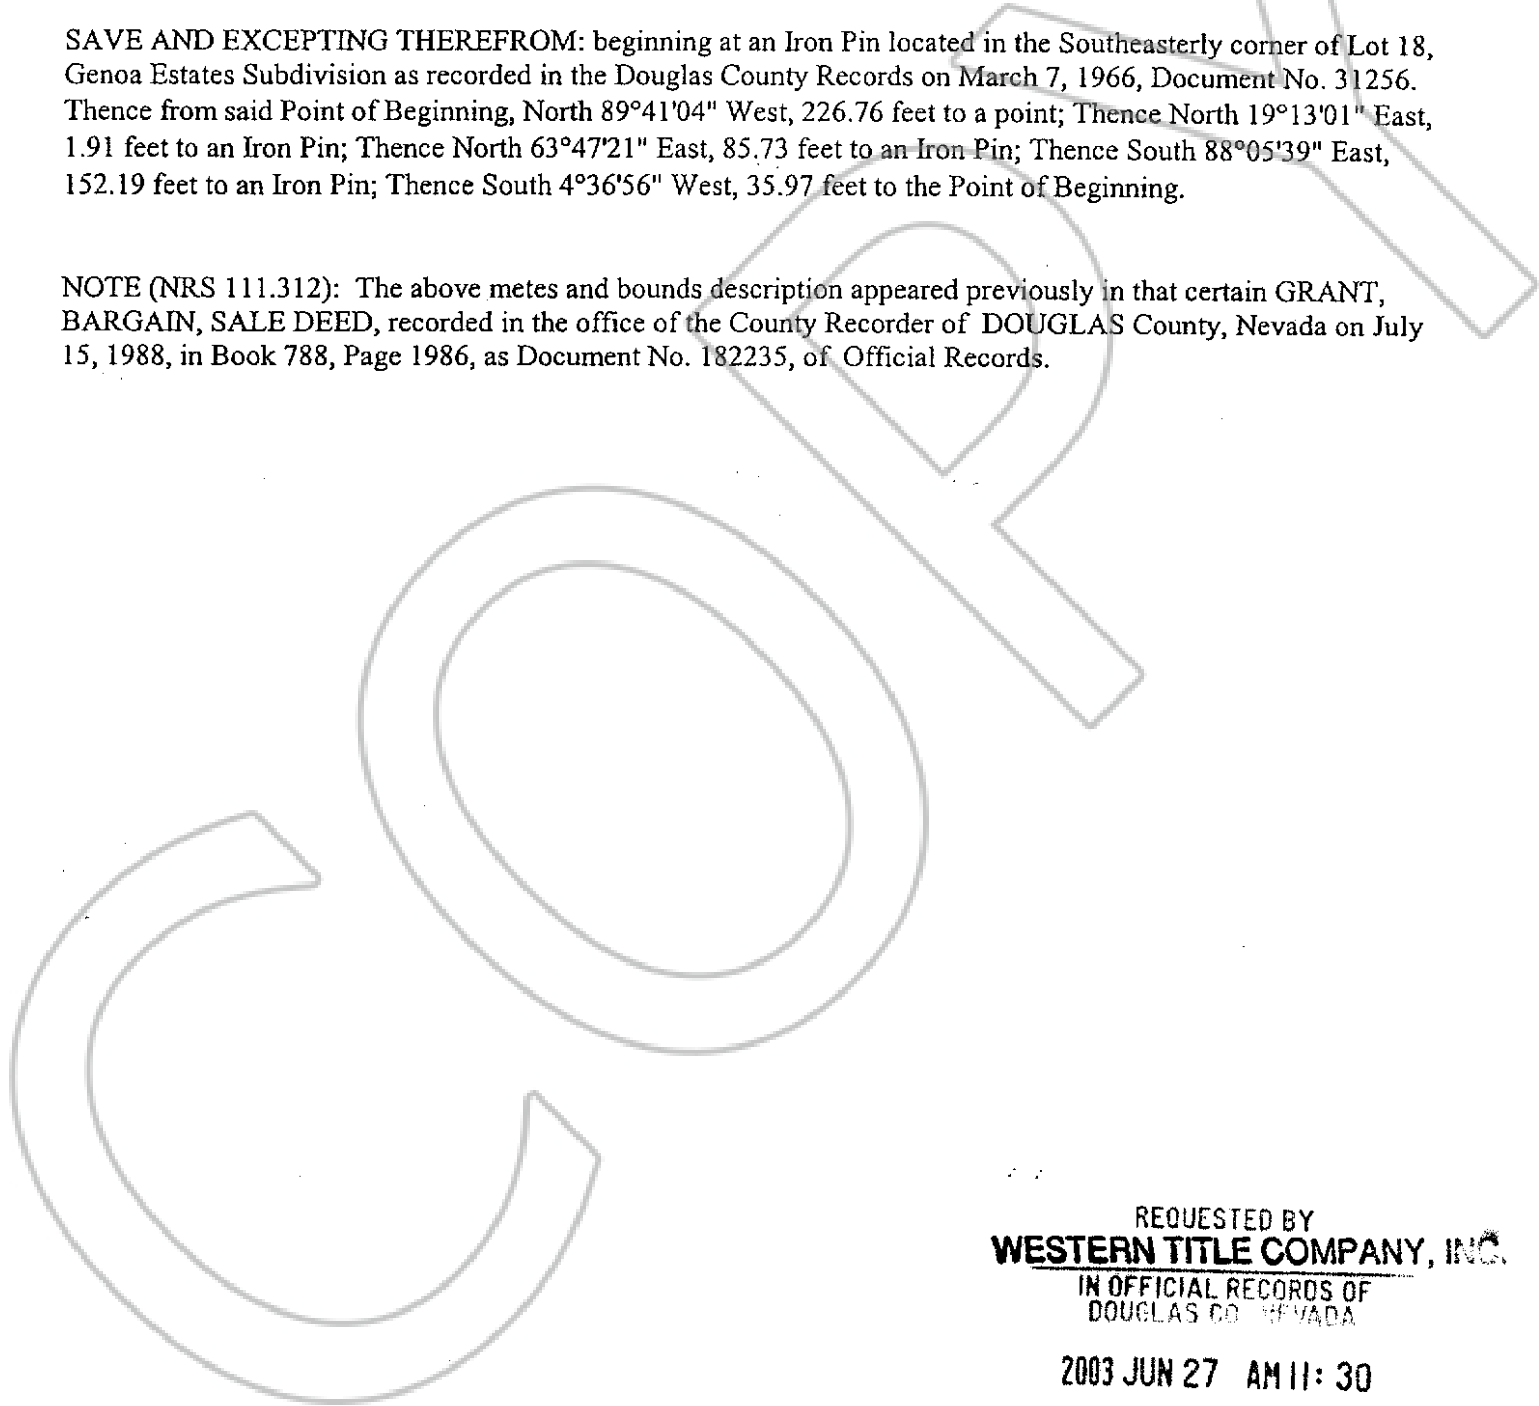 SAVE AND EXCEPTING THEREFROM: beginning at an Iron Pin located in the Southeasterly corner of Lot 18,
Genoa Estates Subdivision as recorded in the Douglas County Records on March 7, 1966, Document No. 31256.
Thence from said Point of Beginning, North 89°41'04" West, 226.76 feet to a point; Thence North 19°13'01" East,
1.91 feet to an Iron Pin; Thence North 63°47'21" East, 85.73 feet to an Iron Pin; Thence South 88°05'39" East,
152.19 feet to an Iron Pin; Thence South 4°36'56" West, 35.97 feet to the Point of Beginning.
NOTE (NRS 111.312): The above metes and bounds description appeared previously in that certain GRANT,
BARGAIN, SALE DEED, recorded in the office of the County Recorder of DOUGLAS County, Nevada on July
15, 1988, in Book 788, Page 1986, as Document No. 182235, of Official Records.
COPY
REQUESTED BY
WESTERN TITLE COMPANY, INC.
IN OFFICIAL RECORDS OF
DOUGLAS CO NEVADA
2003 JUN 27 AM 11: 30